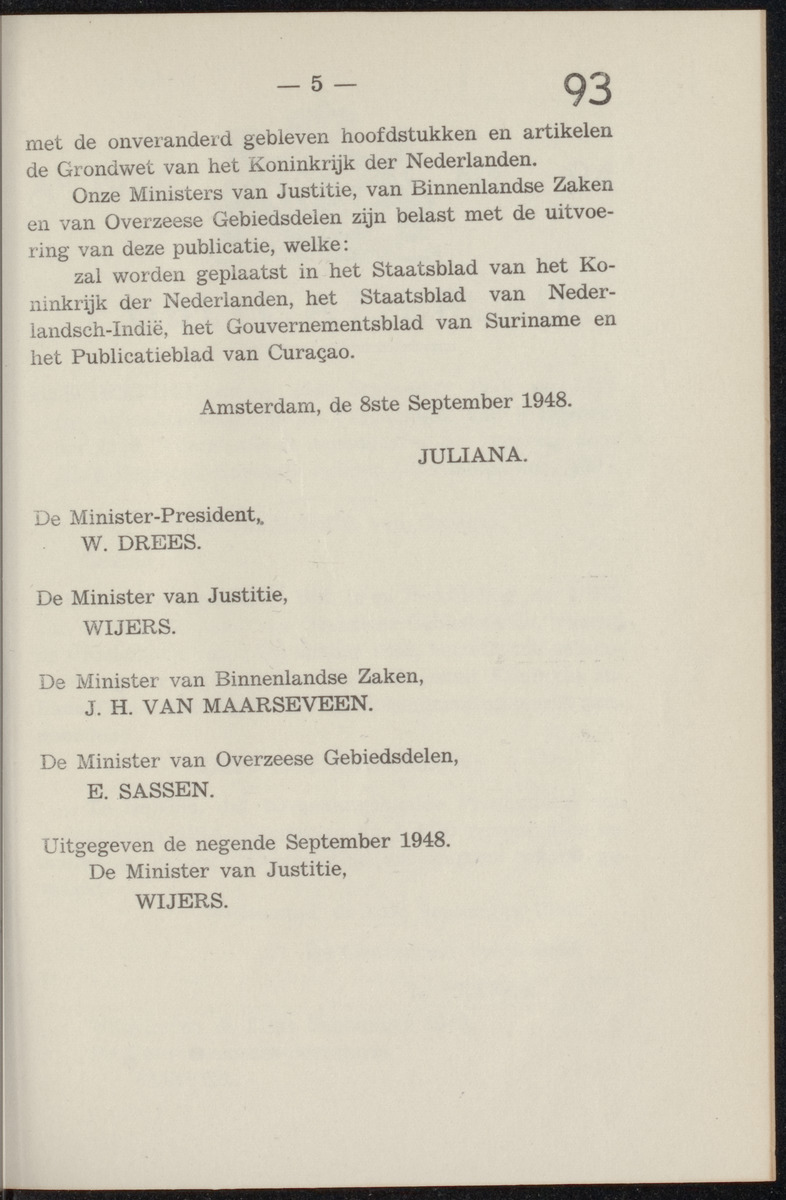 — 5 —
93
met de onveranderd gebleven hoofdstukken en artikelen
de Grondwet van het Koninkrijk der Nederlanden.
Onze Ministers van Justitie, van Binnenlandse Zaken
en van Overzeese Gebiedsdelen zijn belast met de uitvoe-
ring van deze publicatie, welke:
zal worden geplaatst in het Staatsblad van het Ko-
ninkrijk der Nederlanden, het Staatsblad van Neder-
landsch-Indië, het Gouvernementsblad van Suriname en
het Publicatieblad van Curaçao.
Amsterdam, de 8ste September 1948.
JULIANA.
De Minister-President,
W. DREES.
De Minister van Justitie,
WIJERS.
De Minister van Binnenlandse Zaken,
J. H. VAN MAARSEVEEN.
De Minister van Overzeese Gebiedsdelen,
E. SASSEN.
Uitgegeven de negende September 1948.
De Minister van Justitie,
WIJERS.